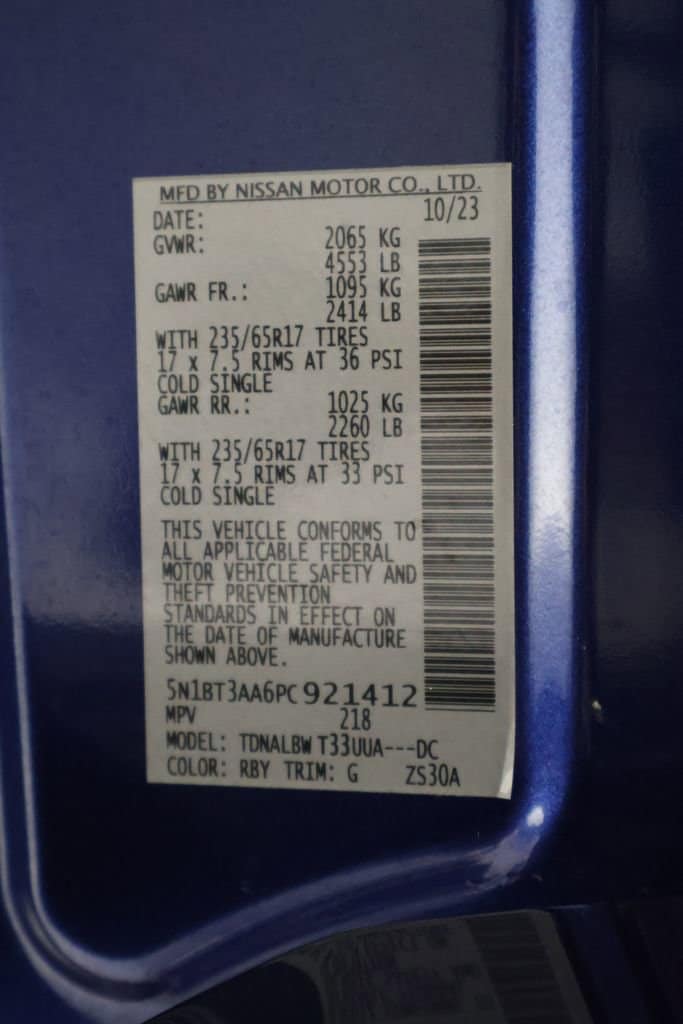 MFD BY NISSAN MOTOR CO., LTD.
DATE: 10/23
GVWR: 2065 KG
4553 LB
GAWR FR.: 1095 KG
2414 LB
WITH 235/65R17 TIRES
17 x 7.5 RIMS AT 36 PSI
COLD SINGLE
GAWR RR.: 1025 KG
2260 LB
WITH 235/65R17 TIRES
17 x 7.5 RIMS AT 33 PSI
COLD SINGLE
THIS VEHICLE CONFORMS TO
ALL APPLICABLE FEDERAL
MOTOR VEHICLE SAFETY AND
THEFT PREVENTION
STANDARDS IN EFFECT ON
THE DATE OF MANUFACTURE
SHOWN ABOVE.
5N1BT3AA6PC921412
MPV 218
MODEL: TDNALBW T33UUA---DC
COLOR: RBY TRIM: G ZS30A